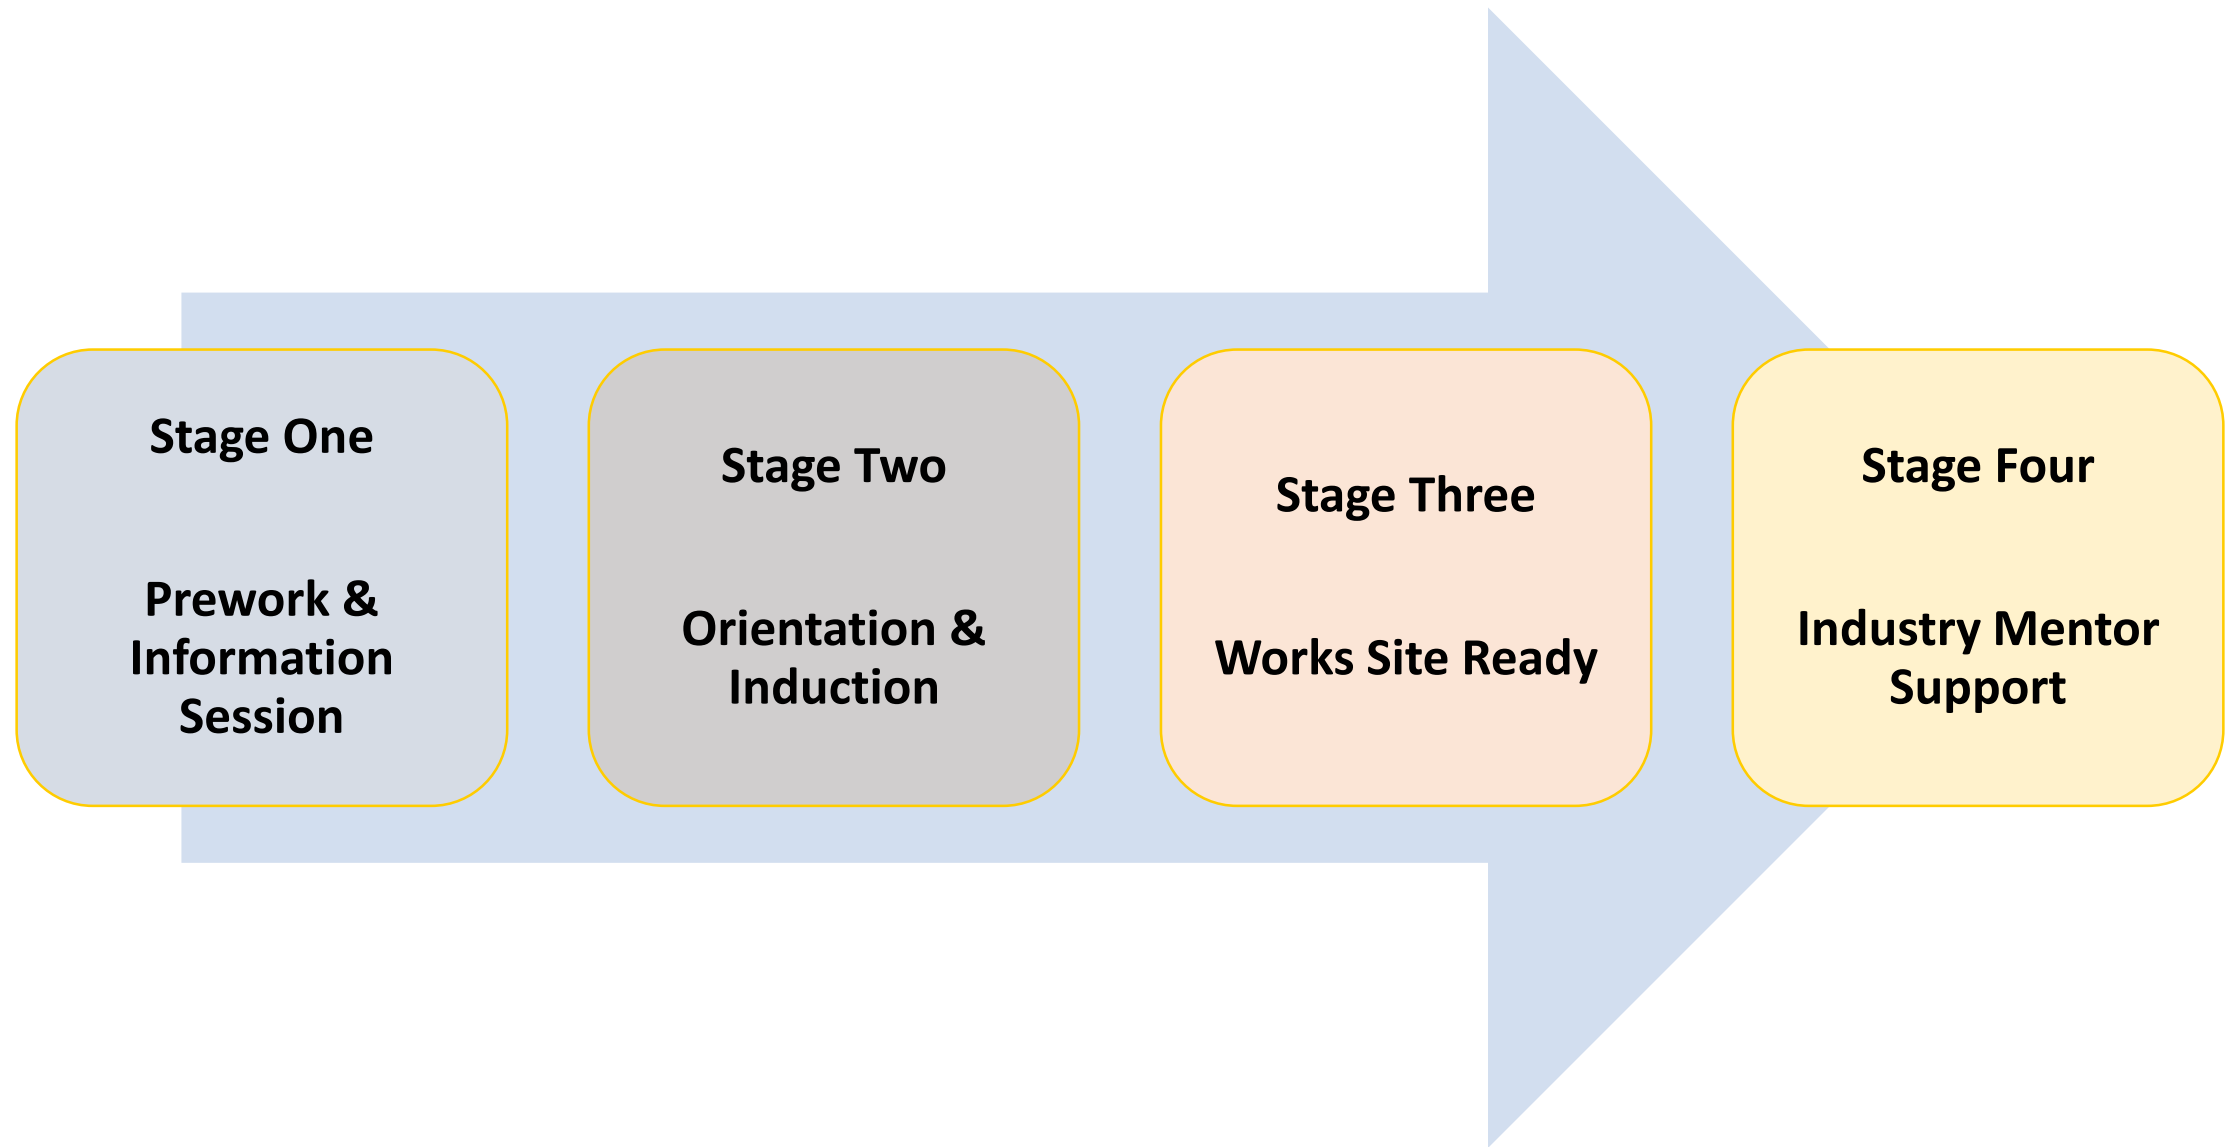 Stage One
Prework &
Information
Session
Stage Two
Orientation &
Induction
Stage Three
Works Site Ready
Stage Four
Industry Mentor
Support